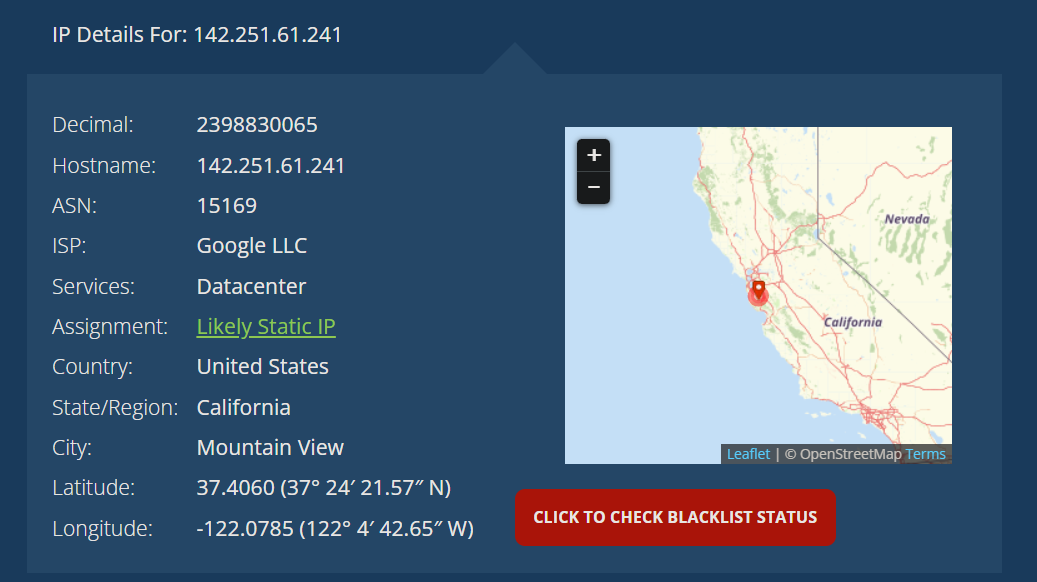 IP Details For: 142.251.61.241
Decimal: 2398830065
Hostname: 142.251.61.241
ASN: 15169
ISP: Google LLC
Services: Datacenter
Assignment: Likely Static IP
Country: United States
State/Region: California
City: Mountain View
Latitude: 37.4060 (37° 24′ 21.57″ N)
Longitude: -122.0785 (122° 4′ 42.65″ W)
+
−
Nevada
California
Leaflet | © OpenStreetMap Terms
CLICK TO CHECK BLACKLIST STATUS